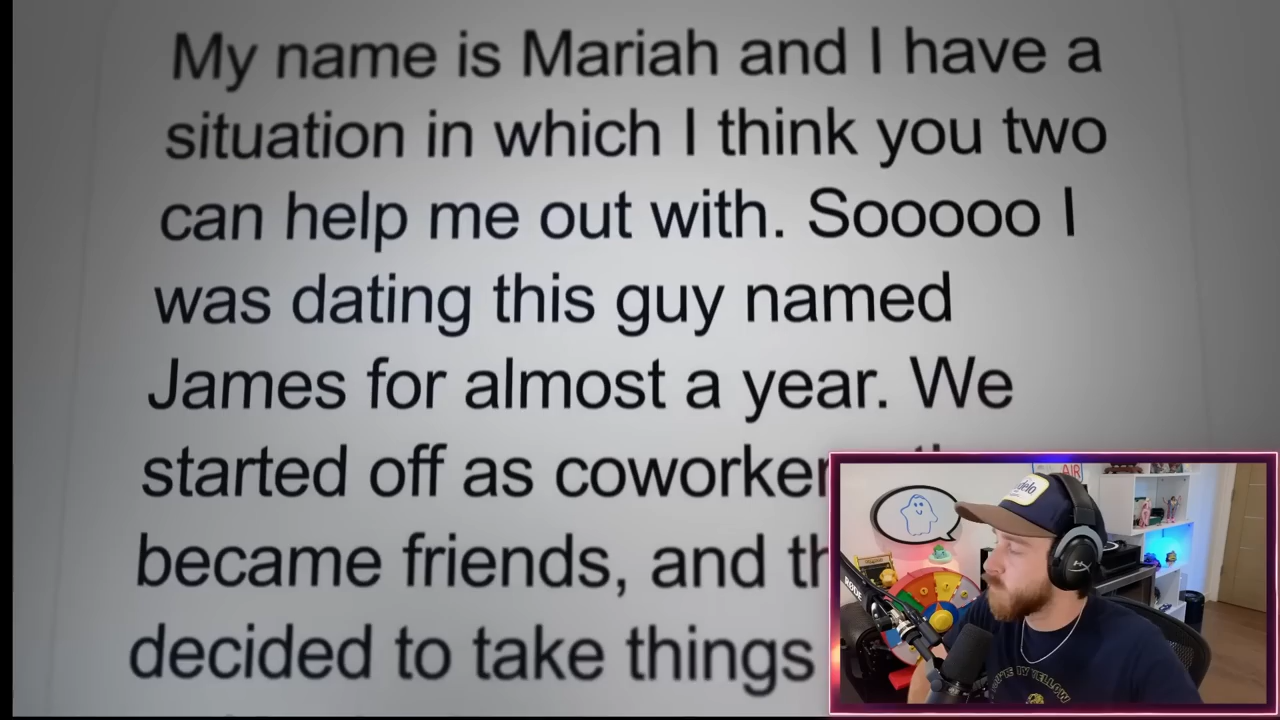 My name is Mariah and I have a
situation in which I think you two
can help me out with. Sooooo I
was dating this guy named
James for almost a year. We
started off as coworker
became friends, and th
decided to take things
AIR
RØDE